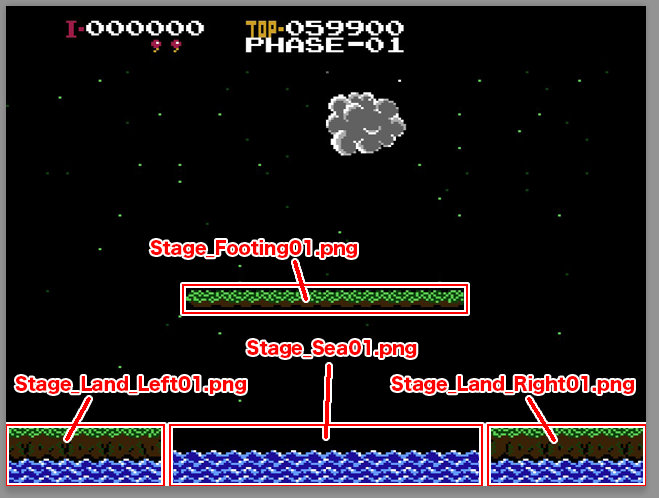 I-000000 TOP-059900
PHASE-01
Stage_Footing01.png
Stage_Sea01.png
Stage_Land_Left01.png Stage_Land_Right01.png